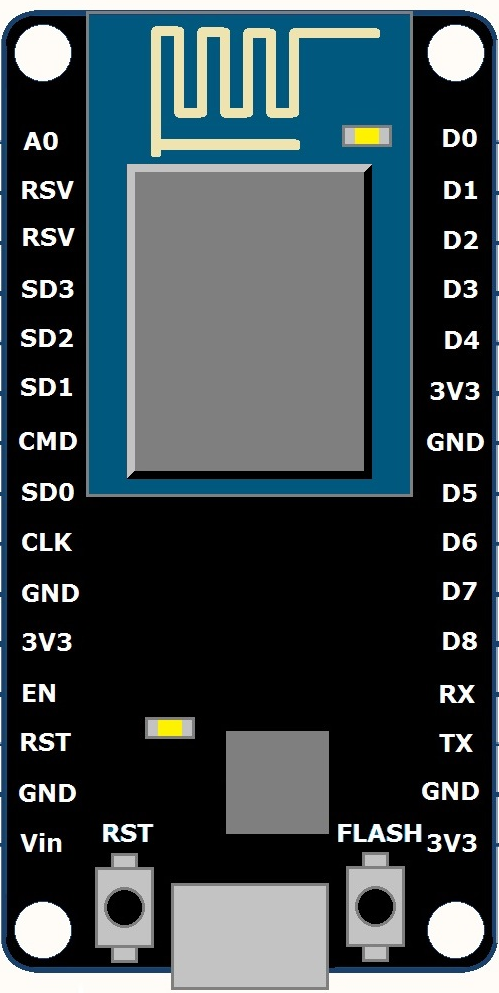 A0
RSV
RSV
SD3
SD2
SD1
CMD
SD0
CLK
GND
3V3
EN
RST
GND
Vin
D0
D1
D2
D3
D4
3V3
GND
D5
D6
D7
D8
RX
TX
GND
3V3
RST
FLASH